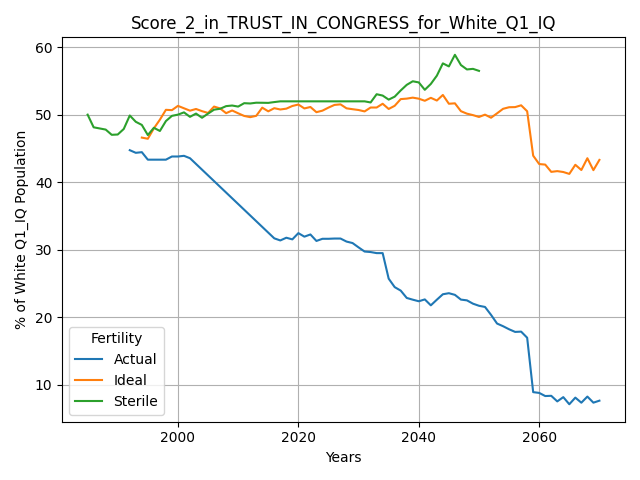 Score_2_in_TRUST_IN_CONGRESS_for_White_Q1_IQ
% of White Q1_IQ Population
60
50
40
30
20
10
Fertility
Actual
Ideal
Sterile
2000
2020
2040
2060
Years